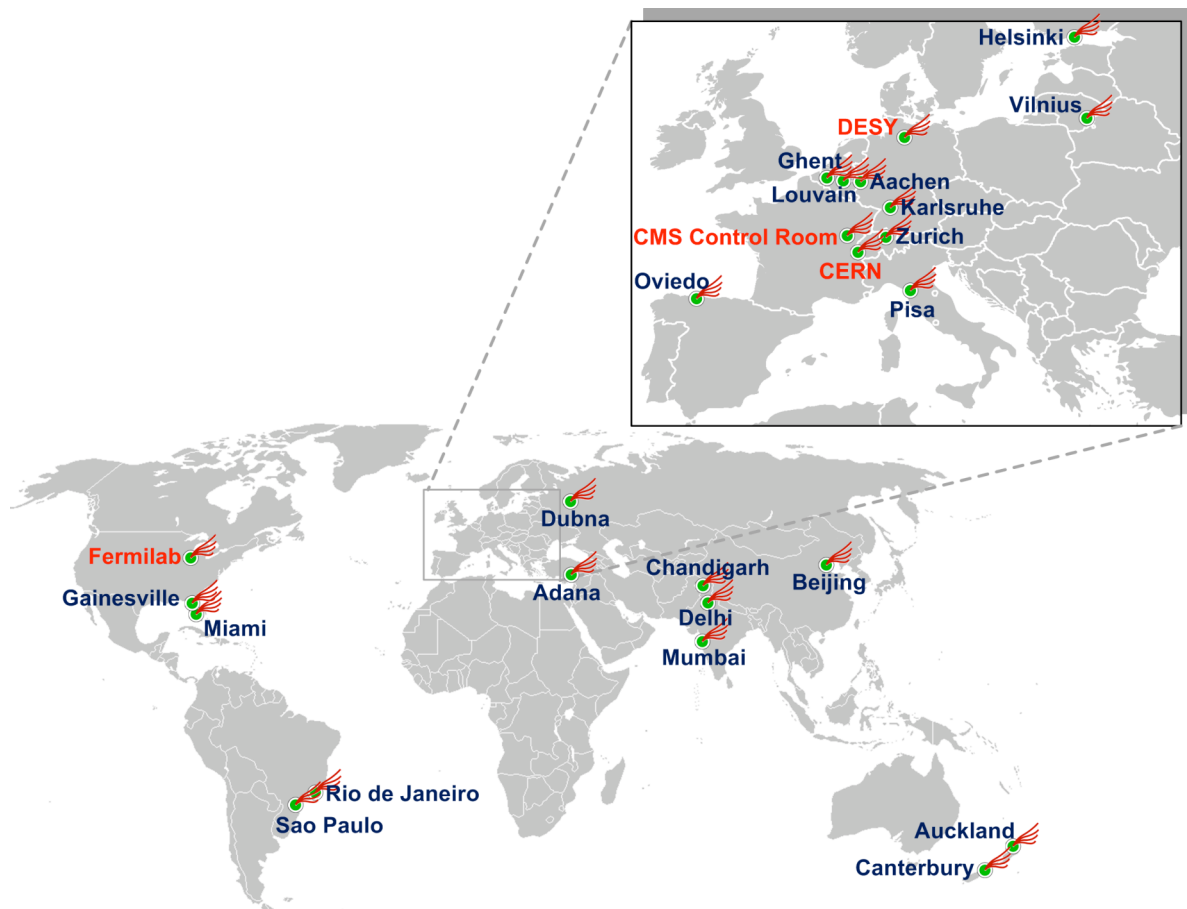 Helsinki
Vilnius
DESY
Ghent
Louvain
Aachen
Karlsruhe
CMS Control Room
Zurich
CERN
Oviedo
Pisa
Dubna
Fermilab
Chandigarh
Beijing
Adana
Gainesville
Delhi
Miami
Mumbai
Rio de Janeiro
Sao Paulo
Auckland
Canterbury